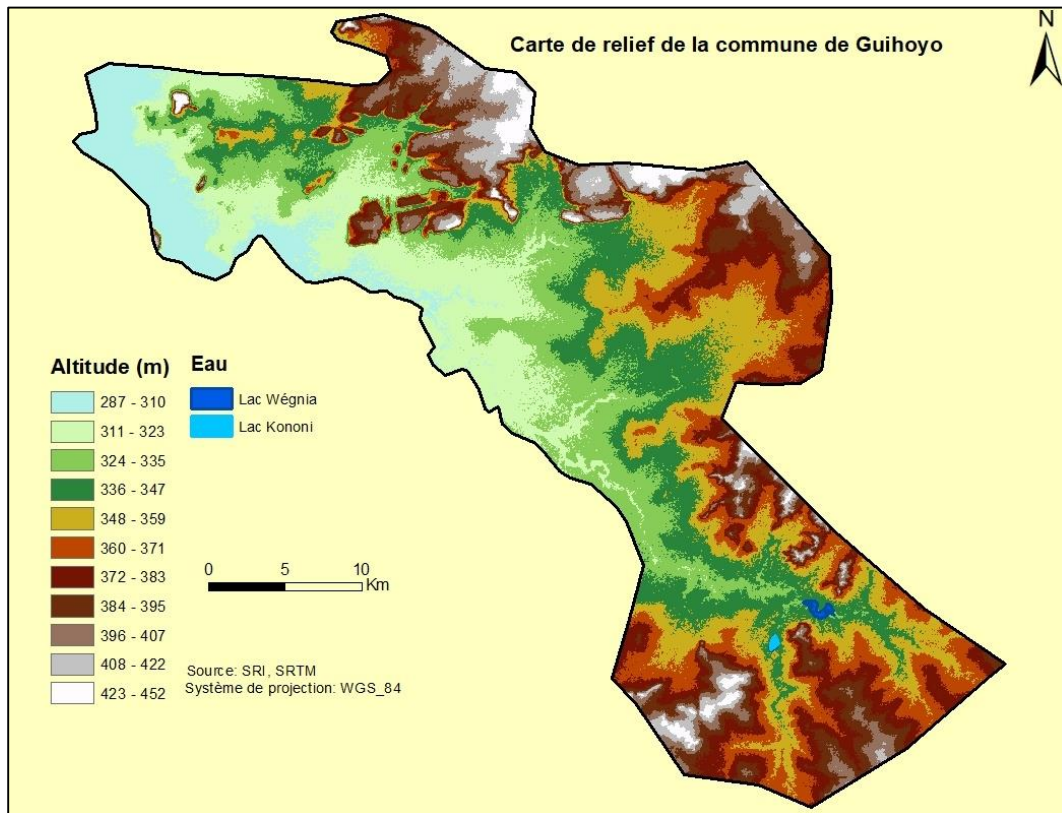 N
Carte de relief de la commune de Guihoyo
Altitude (m)
287 - 310
311 - 323
324 - 335
336 - 347
348 - 359
360 - 371
372 - 383
384 - 395
396 - 407
408 - 422
423 - 452
Eau
Lac Wégnia
Lac Kononi
0 5 10
Km
Source: SRI, SRTM
Système de projection: WGS_84